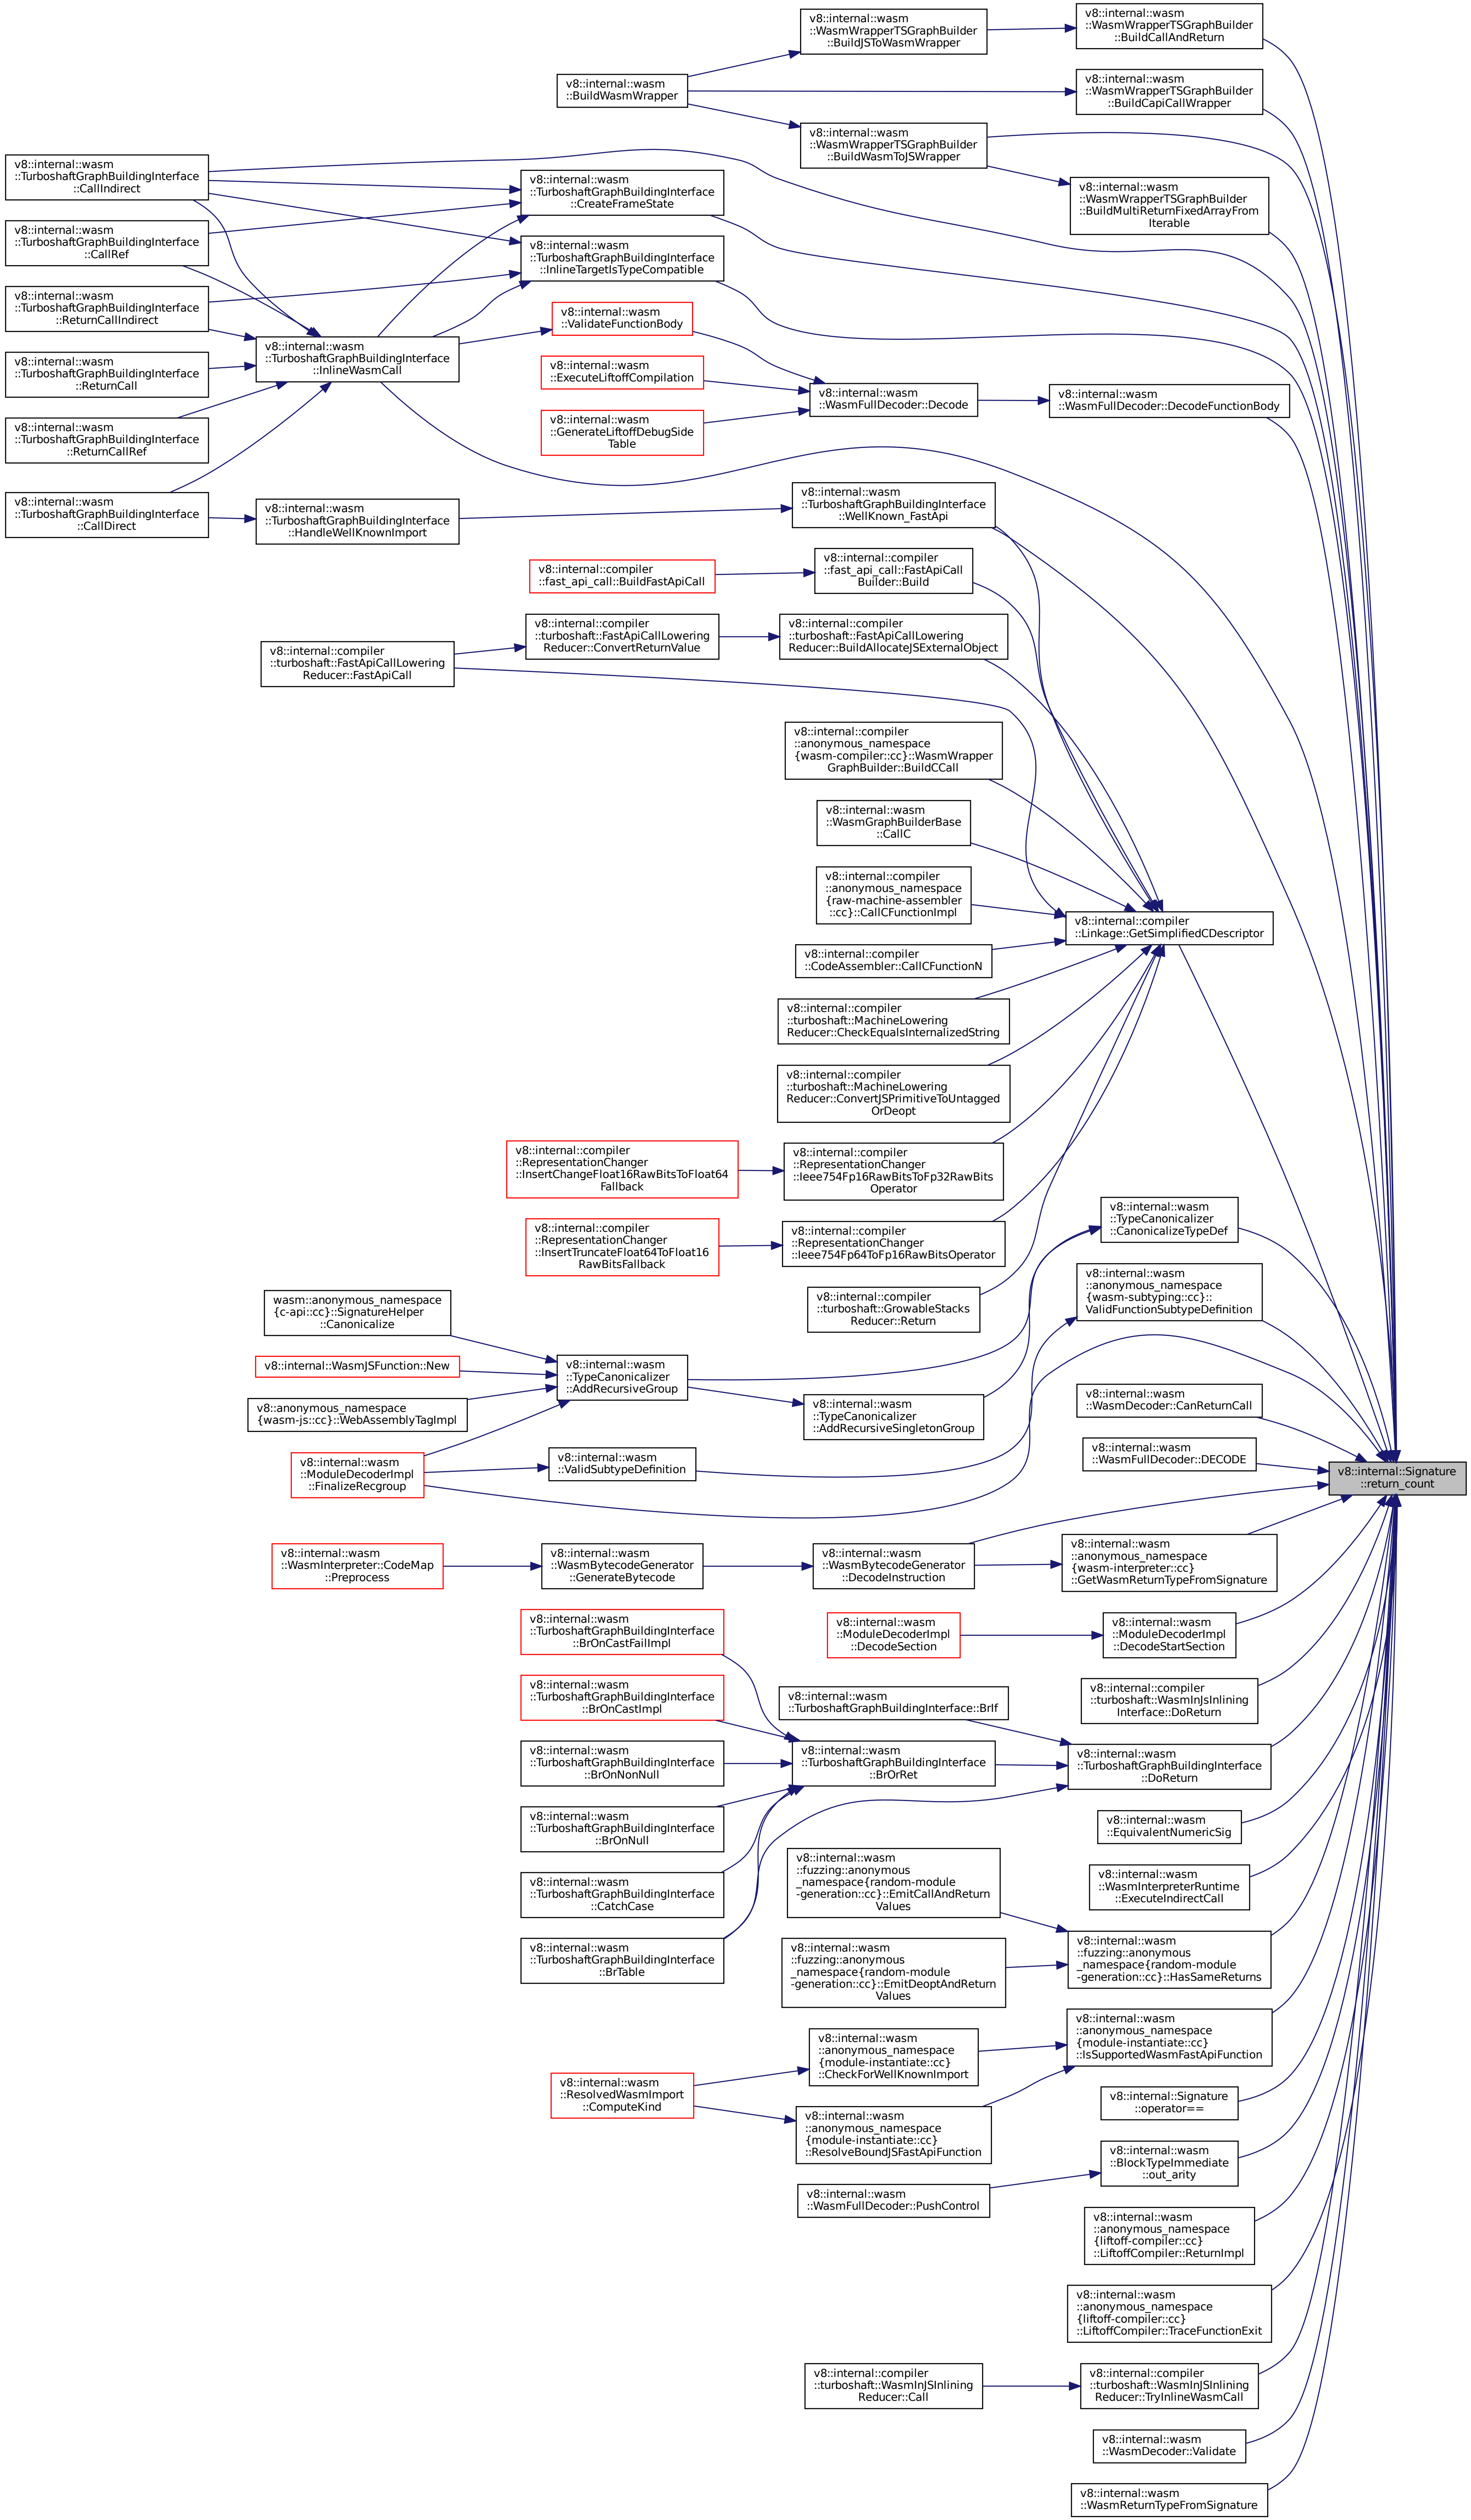 v8::internal::wasm
::WasmWrapperTSGraphBuilder
::BuildCallAndReturn
v8::internal::wasm
::WasmWrapperTSGraphBuilder
::BuildJSToWasmWrapper
v8::internal::wasm
::BuildWasmWrapper
v8::internal::wasm
::WasmWrapperTSGraphBuilder
::BuildCapiCallWrapper
v8::internal::wasm
::WasmWrapperTSGraphBuilder
::BuildWasmToJSWrapper
v8::internal::wasm
::WasmWrapperTSGraphBuilder
::BuildMultiReturnFixedArrayFrom
Iterable
v8::internal::wasm
::TurboshaftGraphBuildingInterface
::CallIndirect
v8::internal::wasm
::TurboshaftGraphBuildingInterface
::CreateFrameState
v8::internal::wasm
::TurboshaftGraphBuildingInterface
::CallRef
v8::internal::wasm
::TurboshaftGraphBuildingInterface
::InlineTargetIsTypeCompatible
v8::internal::wasm
::TurboshaftGraphBuildingInterface
::ReturnCallIndirect
v8::internal::wasm
::ValidateFunctionBody
v8::internal::wasm
::TurboshaftGraphBuildingInterface
::InlineWasmCall
v8::internal::wasm
::TurboshaftGraphBuildingInterface
::ReturnCall
v8::internal::wasm
::ExecuteLiftoffCompilation
v8::internal::wasm
::WasmFullDecoder::Decode
v8::internal::wasm
::WasmFullDecoder::DecodeFunctionBody
v8::internal::wasm
::GenerateLiftoffDebugSide
Table
v8::internal::wasm
::TurboshaftGraphBuildingInterface
::ReturnCallRef
v8::internal::wasm
::TurboshaftGraphBuildingInterface
::CallDirect
v8::internal::wasm
::TurboshaftGraphBuildingInterface
::HandleWellKnownImport
v8::internal::wasm
::TurboshaftGraphBuildingInterface
::WellKnown_FastApi
v8::internal::compiler
::fast_api_call::BuildFastApiCall
v8::internal::compiler
::fast_api_call::FastApiCall
Builder::Build
v8::internal::compiler
::turboshaft::FastApiCallLowering
Reducer::FastApiCall
v8::internal::compiler
::turboshaft::FastApiCallLowering
Reducer::ConvertReturnValue
v8::internal::compiler
::turboshaft::FastApiCallLowering
Reducer::BuildAllocateJSExternalObject
v8::internal::compiler
::anonymous_namespace
{wasm-compiler::cc}::WasmWrapper
GraphBuilder::BuildCCall
v8::internal::wasm
::WasmGraphBuilderBase
::CallC
v8::internal::compiler
::anonymous_namespace
{raw-machine-assembler
::cc}::CallCFunctionImpl
v8::internal::compiler
::Linkage::GetSimplifiedCDescriptor
v8::internal::compiler
::CodeAssembler::CallCFunctionN
v8::internal::compiler
::turboshaft::MachineLowering
Reducer::CheckEqualsInternalizedString
v8::internal::compiler
::turboshaft::MachineLowering
Reducer::ConvertJSPrimitiveToUntagged
OrDeopt
v8::internal::compiler
::RepresentationChanger
::InsertChangeFloat16RawBitsToFloat64
Fallback
v8::internal::compiler
::RepresentationChanger
::Ieee754Fp16RawBitsToFp32RawBits
Operator
v8::internal::compiler
::RepresentationChanger
::InsertTruncateFloat64ToFloat16
RawBitsFallback
v8::internal::compiler
::RepresentationChanger
::Ieee754Fp64ToFp16RawBitsOperator
v8::internal::wasm
::TypeCanonicalizer
::CanonicalizeTypeDef
v8::internal::compiler
::turboshaft::GrowableStacks
Reducer::Return
v8::internal::wasm
::anonymous_namespace
{wasm-subtyping::cc}::
ValidFunctionSubtypeDefinition
wasm::anonymous_namespace
{c-api::cc}::SignatureHelper
::Canonicalize
v8::internal::WasmJSFunction::New
v8::internal::wasm
::TypeCanonicalizer
::AddRecursiveGroup
v8::anonymous_namespace
{wasm-js::cc}::WebAssemblyTagImpl
v8::internal::wasm
::TypeCanonicalizer
::AddRecursiveSingletonGroup
v8::internal::wasm
::WasmDecoder::CanReturnCall
v8::internal::wasm
::WasmFullDecoder::DECODE
v8::internal::wasm
::ModuleDecoderImpl
::FinalizeRecgroup
v8::internal::wasm
::ValidSubtypeDefinition
v8::internal::Signature
::return_count
v8::internal::wasm
::WasmInterpreter::CodeMap
::Preprocess
v8::internal::wasm
::WasmBytecodeGenerator
::GenerateBytecode
v8::internal::wasm
::WasmBytecodeGenerator
::DecodeInstruction
v8::internal::wasm
::anonymous_namespace
{wasm-interpreter::cc}
::GetWasmReturnTypeFromSignature
v8::internal::wasm
::TurboshaftGraphBuildingInterface
::BrOnCastFailImpl
v8::internal::wasm
::ModuleDecoderImpl
::DecodeSection
v8::internal::wasm
::ModuleDecoderImpl
::DecodeStartSection
v8::internal::wasm
::TurboshaftGraphBuildingInterface
::BrOnCastImpl
v8::internal::wasm
::TurboshaftGraphBuildingInterface::BrIf
v8::internal::compiler
::turboshaft::WasmInJsInlining
Interface::DoReturn
v8::internal::wasm
::TurboshaftGraphBuildingInterface
::BrOnNonNull
v8::internal::wasm
::TurboshaftGraphBuildingInterface
::BrOrRet
v8::internal::wasm
::TurboshaftGraphBuildingInterface
::DoReturn
v8::internal::wasm
::TurboshaftGraphBuildingInterface
::BrOnNull
v8::internal::wasm
::EquivalentNumericSig
v8::internal::wasm
::TurboshaftGraphBuildingInterface
::CatchCase
v8::internal::wasm
::fuzzing::anonymous
_namespace{random-module
-generation::cc}::EmitCallAndReturn
Values
v8::internal::wasm
::WasmInterpreterRuntime
::ExecuteIndirectCall
v8::internal::wasm
::TurboshaftGraphBuildingInterface
::BrTable
v8::internal::wasm
::fuzzing::anonymous
_namespace{random-module
-generation::cc}::EmitDeoptAndReturn
Values
v8::internal::wasm
::fuzzing::anonymous
_namespace{random-module
-generation::cc}::HasSameReturns
v8::internal::wasm
::anonymous_namespace
{module-instantiate::cc}
::IsSupportedWasmFastApiFunction
v8::internal::wasm
::anonymous_namespace
{module-instantiate::cc}
::CheckForWellKnownImport
v8::internal::wasm
::ResolvedWasmImport
::ComputeKind
v8::internal::wasm
::anonymous_namespace
{module-instantiate::cc}
::ResolveBoundJSFastApiFunction
v8::internal::Signature
::operator==
v8::internal::wasm
::BlockTypeImmediate
::out_arity
v8::internal::wasm
::WasmFullDecoder::PushControl
v8::internal::wasm
::anonymous_namespace
{liftoff-compiler::cc}
::LiftoffCompiler::ReturnImpl
v8::internal::wasm
::anonymous_namespace
{liftoff-compiler::cc}
::LiftoffCompiler::TraceFunctionExit
v8::internal::compiler
::turboshaft::WasmInJSInlining
Reducer::Call
v8::internal::compiler
::turboshaft::WasmInJSInlining
Reducer::TryInlineWasmCall
v8::internal::wasm
::WasmDecoder::Validate
v8::internal::wasm
::WasmReturnTypeFromSignature